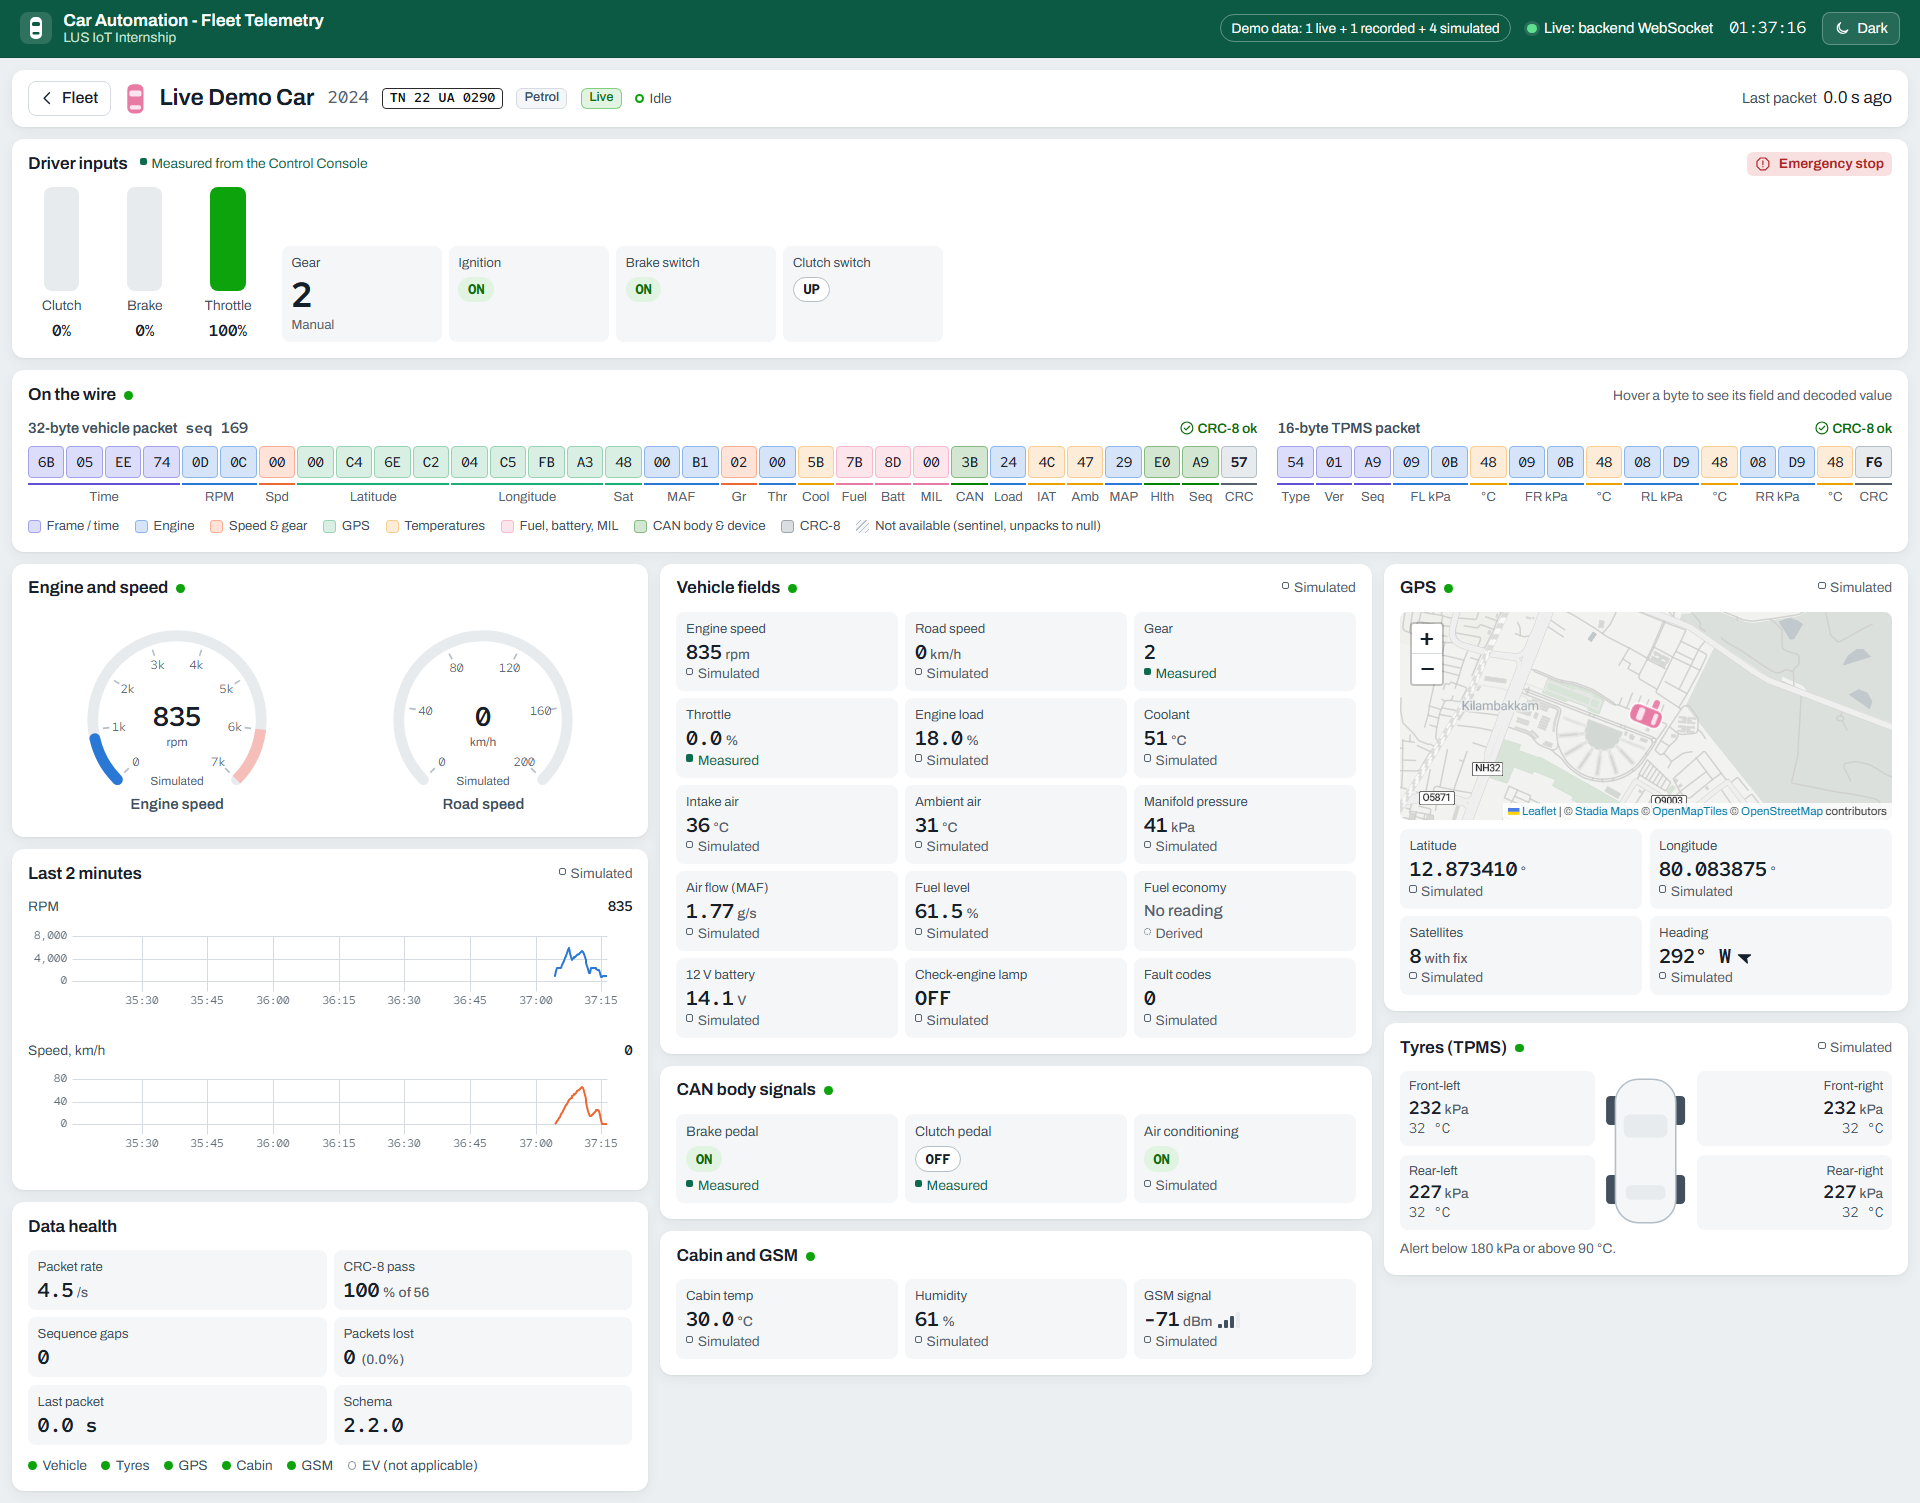 Car Automation - Fleet Telemetry
LUS IoT Internship
Demo data: 1 live + 1 recorded + 4 simulated
Live: backend WebSocket
01:37:16
Dark
Fleet
Live Demo Car
2024
TN 22 UA 0290
Petrol
Live
Idle
Last packet 0.0 s ago
Driver inputs
Measured from the Control Console
Emergency stop
Clutch
0%
Brake
0%
Throttle
100%
Gear
2
Manual
Ignition
ON
Brake switch
ON
Clutch switch
UP
On the wire
Hover a byte to see its field and decoded value
32-byte vehicle packet seq 169
CRC-8 ok
6B 05 EE 74 0D 0C 00 00 C4 6E C2 04 C5 FB A3 48 00 B1 02 00 5B 7B 8D 00 3B 24 4C 47 29 E0 A9 57
Time RPM Spd Latitude Longitude Sat MAF Gr Thr Cool Fuel Batt MIL CAN Load IAT Amb MAP Hlth Seq CRC
16-byte TPMS packet
CRC-8 ok
54 01 A9 09 0B 48 09 0B 48 08 D9 48 08 D9 48 F6
Type Ver Seq FL kPa °C FR kPa °C RL kPa °C RR kPa °C CRC
Frame / time
Engine
Speed & gear
GPS
Temperatures
Fuel, battery, MIL
CAN body & device
CRC-8
Not available (sentinel, unpacks to null)
Engine and speed
0
1k
2k
3k
4k
5k
6k
7k
835
rpm
Simulated
Engine speed
0
40
80
120
160
200
0
km/h
Simulated
Road speed
Last 2 minutes
Simulated
RPM
835
8,000
4,000
0
35:30 35:45 36:00 36:15 36:30 36:45 37:00 37:15
Speed, km/h
0
80
40
0
35:30 35:45 36:00 36:15 36:30 36:45 37:00 37:15
Data health
Packet rate
4.5 /s
CRC-8 pass
100 % of 56
Sequence gaps
0
Packets lost
0 (0.0%)
Last packet
0.0 s
Schema
2.2.0
Vehicle
Tyres
GPS
Cabin
GSM
EV (not applicable)
Vehicle fields
Simulated
Engine speed
835 rpm
Simulated
Road speed
0 km/h
Simulated
Gear
2
Measured
Throttle
0.0 %
Measured
Engine load
18.0 %
Simulated
Coolant
51 °C
Simulated
Intake air
36 °C
Simulated
Ambient air
31 °C
Simulated
Manifold pressure
41 kPa
Simulated
Air flow (MAF)
1.77 g/s
Simulated
Fuel level
61.5 %
Simulated
Fuel economy
No reading
Derived
12 V battery
14.1 V
Simulated
Check-engine lamp
OFF
Simulated
Fault codes
0
Simulated
CAN body signals
Brake pedal
ON
Measured
Clutch pedal
OFF
Measured
Air conditioning
ON
Simulated
Cabin and GSM
Cabin temp
30.0 °C
Simulated
Humidity
61 %
Simulated
GSM signal
-71 dBm
Simulated
GPS
Simulated
+
−
Kilambakkam
NH32
O5871
O9003
Leaflet | © Stadia Maps © OpenMapTiles © OpenStreetMap contributors
Latitude
12.873410 °
Simulated
Longitude
80.083875 °
Simulated
Satellites
8 with fix
Simulated
Heading
292° W
Simulated
Tyres (TPMS)
Simulated
Front-left
232 kPa
32 °C
Front-right
232 kPa
32 °C
Rear-left
227 kPa
32 °C
Rear-right
227 kPa
32 °C
Alert below 180 kPa or above 90 °C.